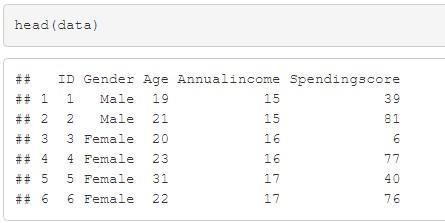 head(data)
##   ID Gender Age Annualincome Spendingscore
## 1  1   Male  19           15            39
## 2  2   Male  21           15            81
## 3  3 Female  20           16             6
## 4  4 Female  23           16            77
## 5  5 Female  31           17            40
## 6  6 Female  22           17            76